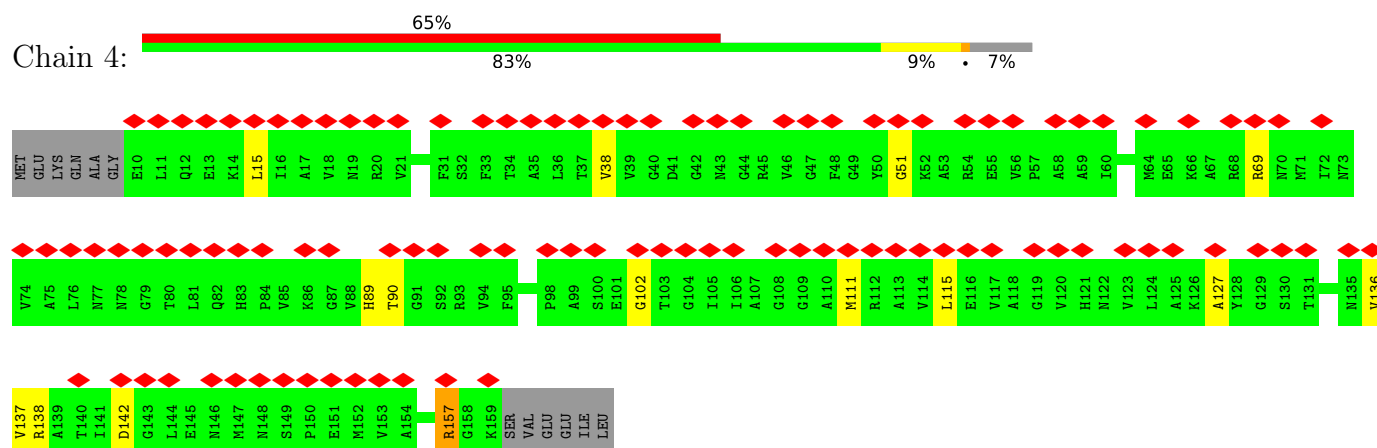 65%
Chain 4:
83% 9% • 7%
MET GLU LYS GLN ALA GLY E10 L11 Q12 E13 K14 L15 I16 A17 V18 N19 R20 V21 F31 S32 F33 T34 A35 L36 T37 V38 V39 G40 D41 G42 N43 G44 R45 V46 G47 F48 G49 Y50 G51 K52 A53 R54 E55 V56 P57 A58 A59 I60 M64 E65 K66 A67 R68 R69 N70 M71 I72 N73
V74 A75 L76 N77 N78 G79 T80 L81 Q82 H83 P84 V85 K86 G87 V88 H89 T90 G91 S92 R93 V94 F95 P98 A99 S100 E101 G102 T103 G104 I105 I106 A107 G108 G109 A110 M111 R112 A113 V114 L115 E116 V117 A118 G119 V120 H121 N122 V123 L124 A125 K126 A127 Y128 G129 S130 T131 N135 V136
V137 R138 A139 T140 I141 D142 G143 L144 E145 N146 M147 N148 S149 P150 E151 M152 V153 A154 R157 G158 K159 SER VAL GLU GLU ILE LEU